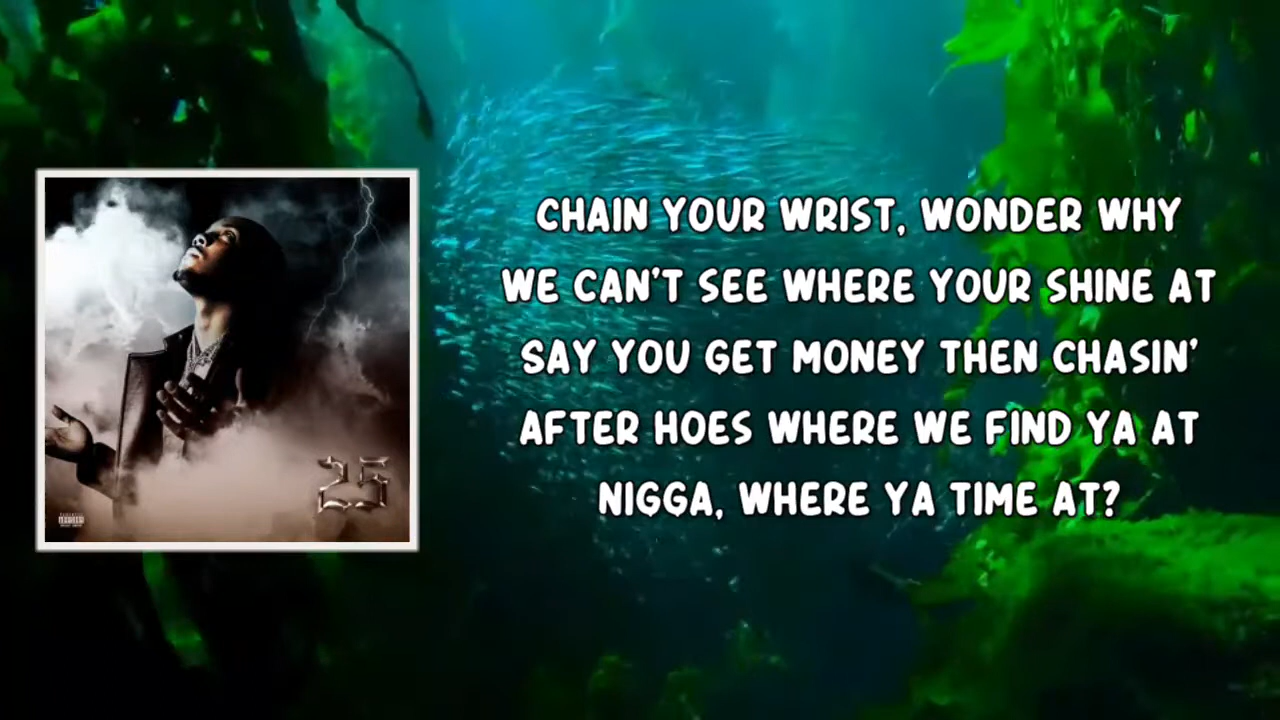 CHAIN YOUR WRIST, WONDER WHY
WE CAN'T SEE WHERE YOUR SHINE AT
SAY YOU GET MONEY THEN CHASIN'
AFTER HOES WHERE WE FIND YA AT
NIGGA, WHERE YA TIME AT?
25